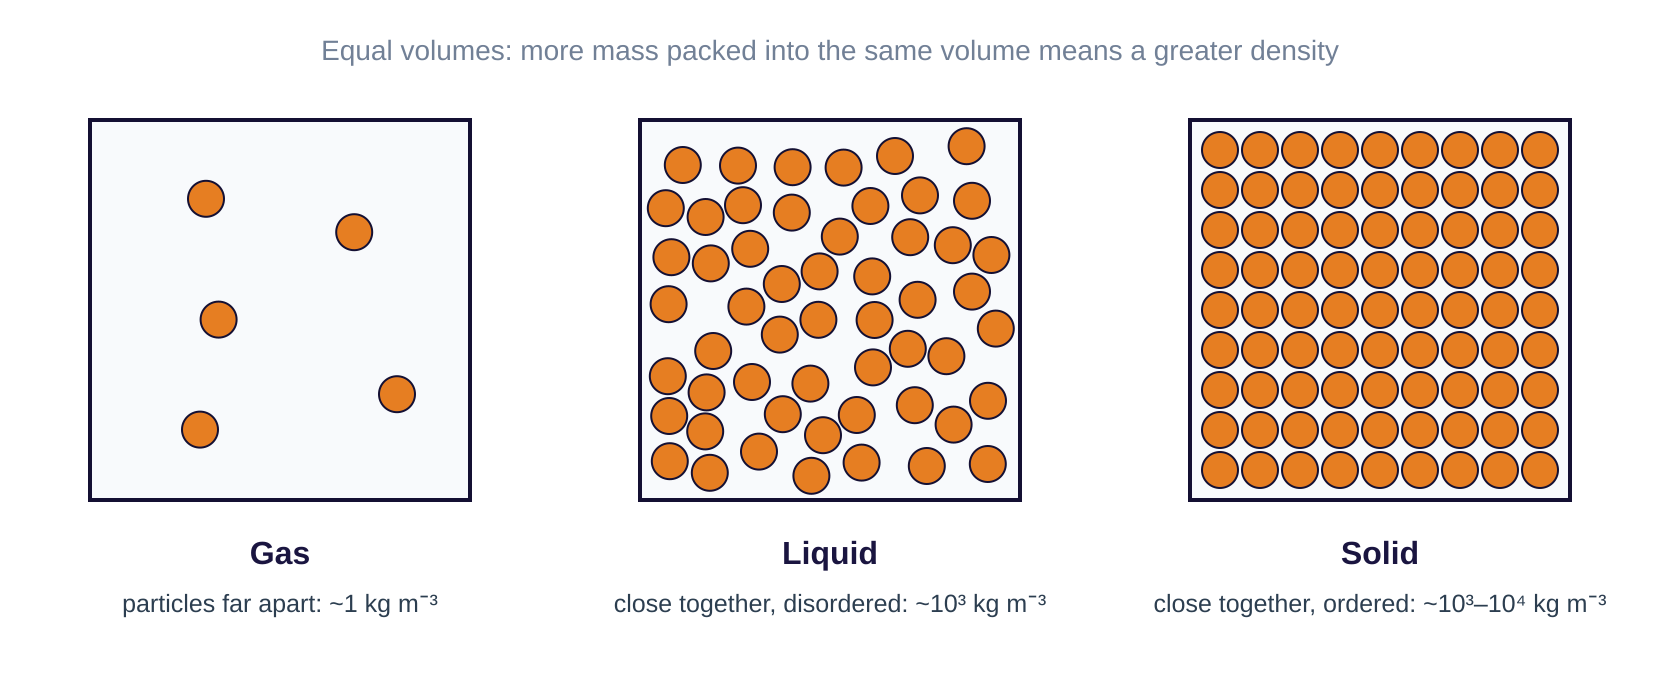 Equal volumes: more mass packed into the same volume means a greater density
Gas
Liquid
Solid
particles far apart: ~1 kg m⁻³
close together, disordered: ~10³ kg m⁻³
close together, ordered: ~10³–10⁴ kg m⁻³